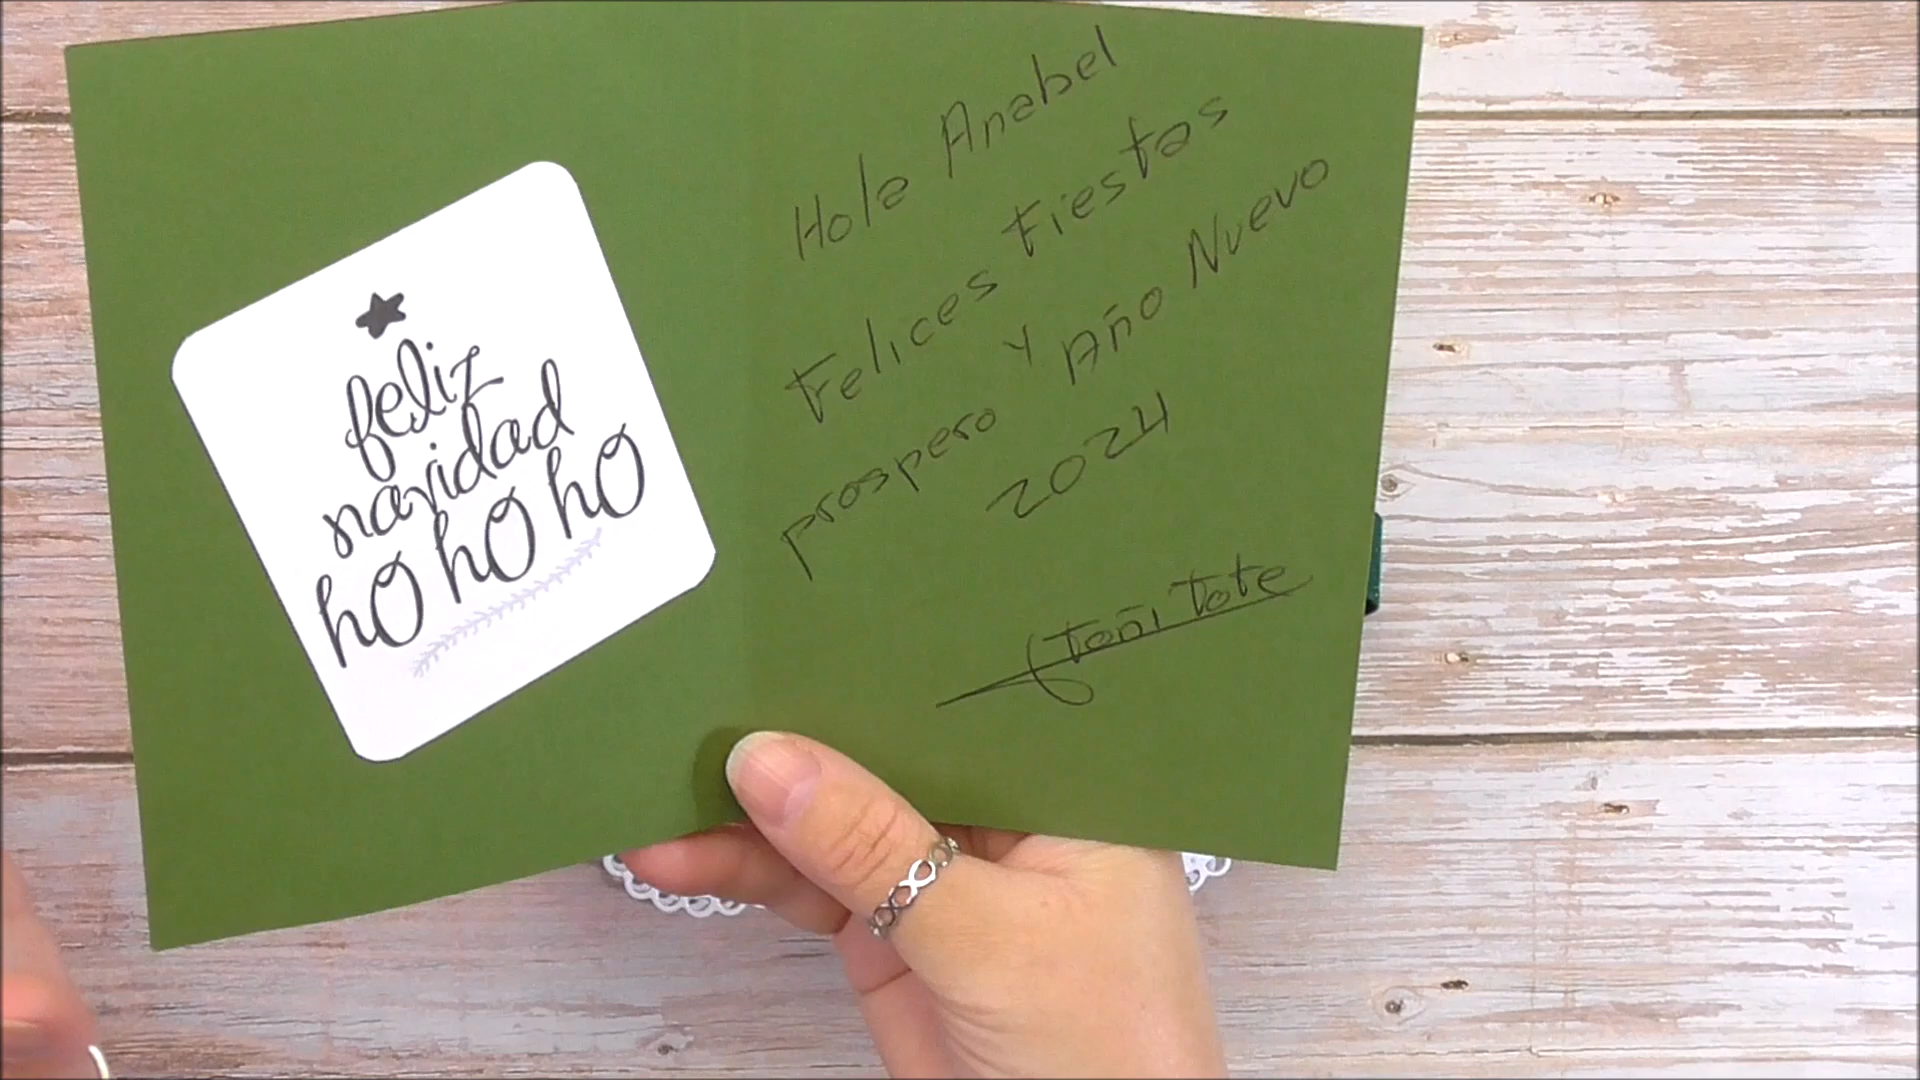 feliz
navidad
hO hO hO
Hola Anabel
Felices Fiestas
y
prospero Año Nuevo
2024
Toñi Tote